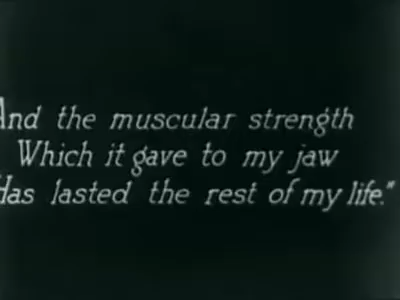 And the muscular strength
Which it gave to my jaw
Has lasted the rest of my life."